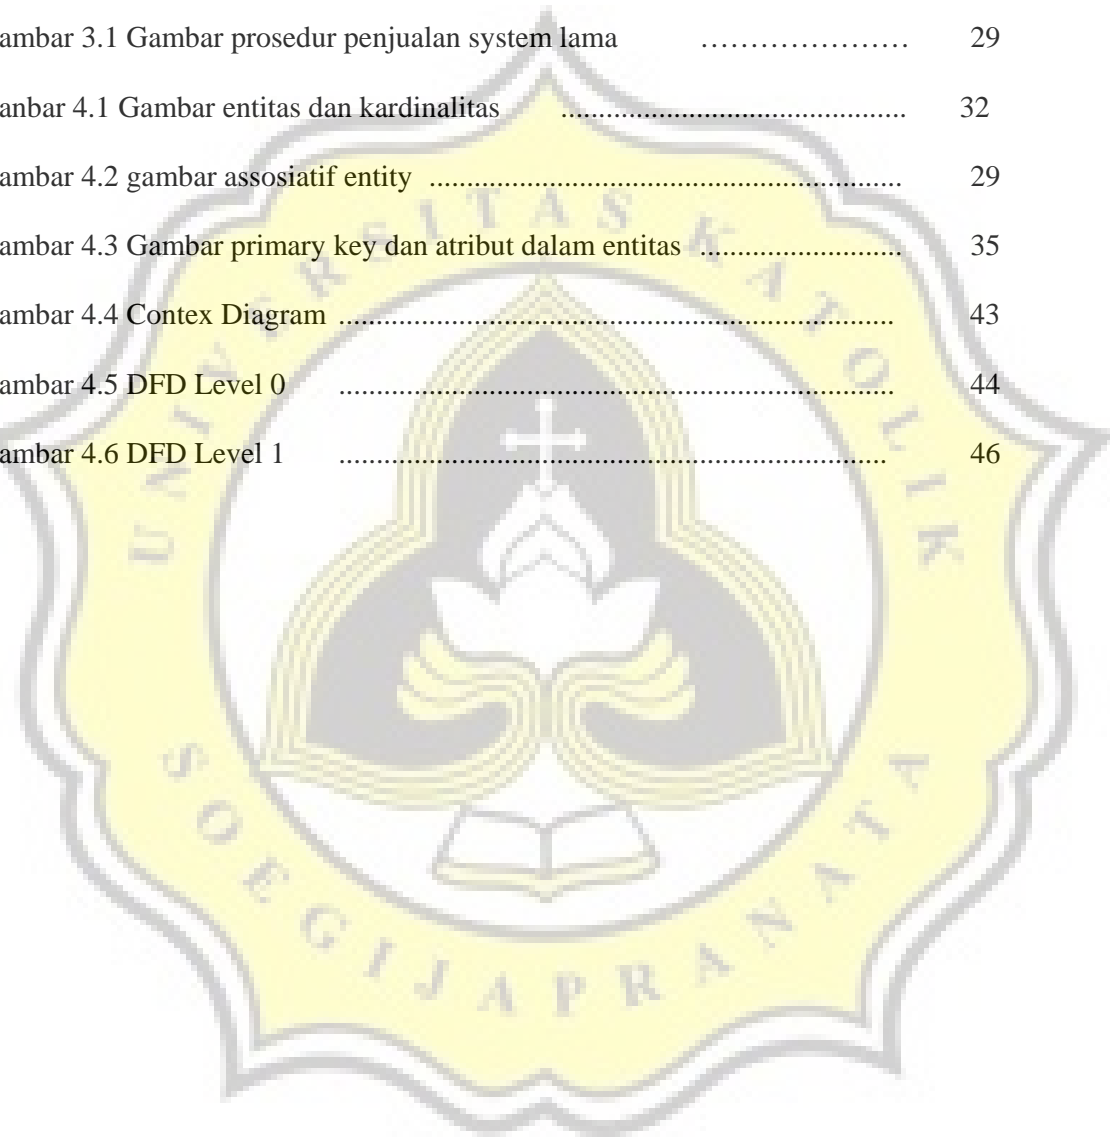 ambar 3.1 Gambar prosedur penjualan system lama ………………… 29
anbar 4.1 Gambar entitas dan kardinalitas .............................................. 32
ambar 4.2 gambar assosiatif entity ............................................................... 29
ambar 4.3 Gambar primary key dan atribut dalam entitas ........................... 35
ambar 4.4 Contex Diagram .......................................................................... 43
ambar 4.5 DFD Level 0 .......................................................................... 44
ambar 4.6 DFD Level 1 ......................................................................... 46
UNIVERSITAS KATOLIK
SOEGIJAPRANATA